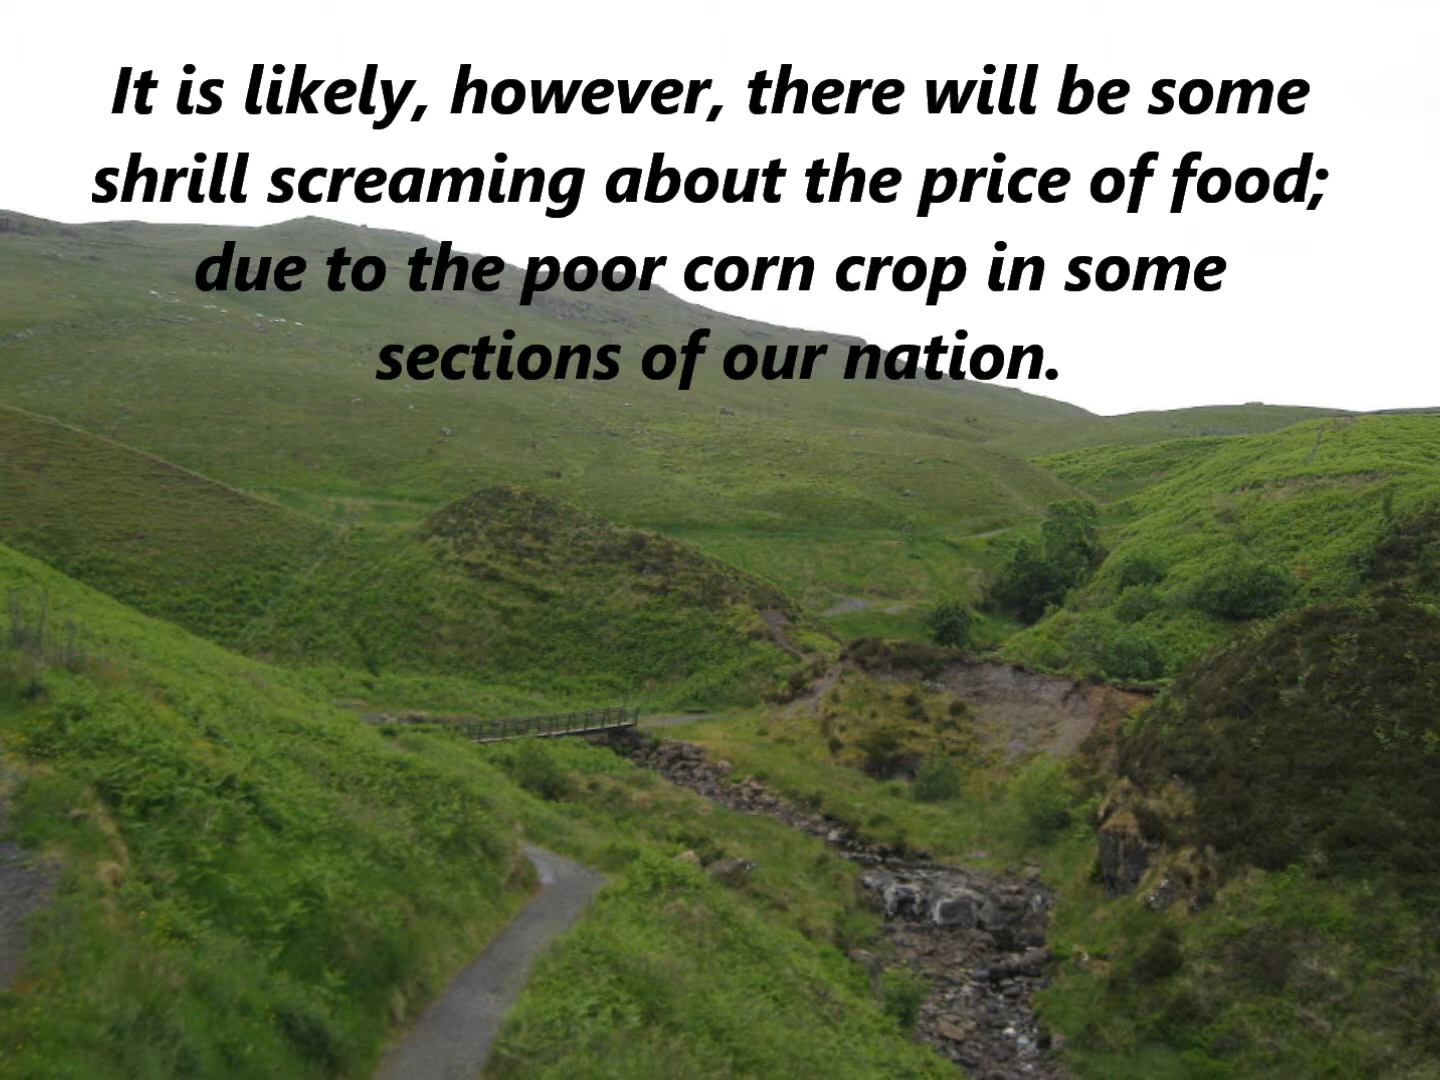 It is likely, however, there will be some
shrill screaming about the price of food;
due to the poor corn crop in some
sections of our nation.